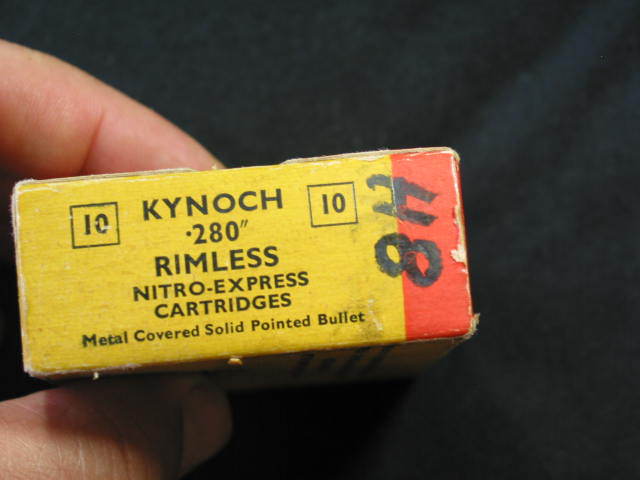 10 KYNOCH 10
·280"
RIMLESS
NITRO-EXPRESS
CARTRIDGES
Metal Covered Solid Pointed Bullet